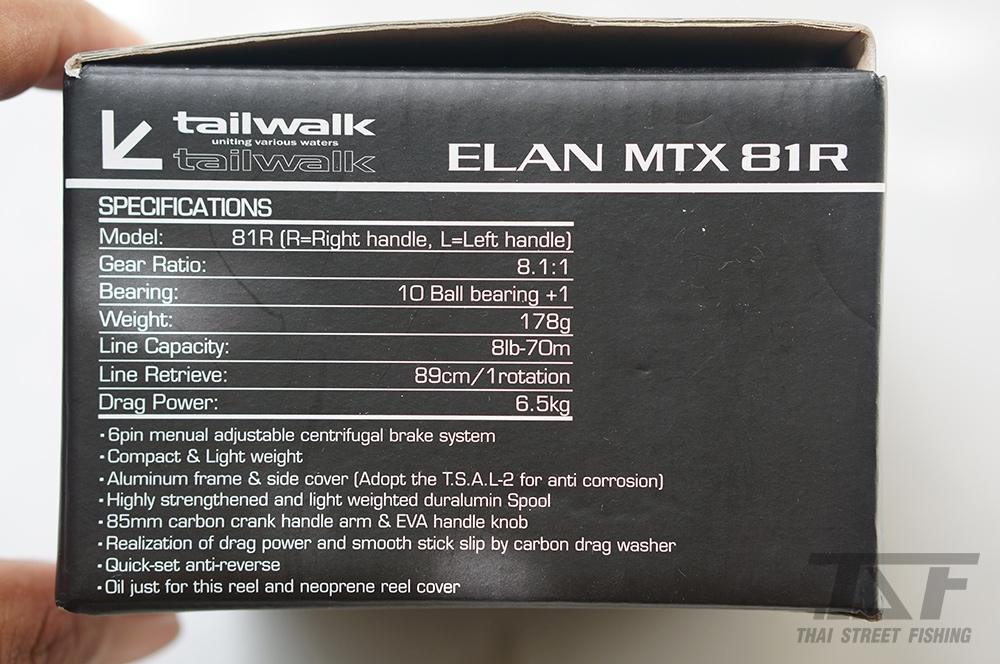 tailwalk
uniting various waters
tailwalk
ELAN MTX 81R
SPECIFICATIONS
Model: 81R (R=Right handle, L=Left handle)
Gear Ratio: 8.1:1
Bearing: 10 Ball bearing +1
Weight: 178g
Line Capacity: 8lb-70m
Line Retrieve: 89cm/1rotation
Drag Power: 6.5kg
·6pin menual adjustable centrifugal brake system
·Compact & Light weight
·Aluminum frame & side cover (Adopt the T.S.A.L-2 for anti corrosion)
·Highly strengthened and light weighted duralumin Spool
·85mm carbon crank handle arm & EVA handle knob
·Realization of drag power and smooth stick slip by carbon drag washer
·Quick-set anti-reverse
·Oil just for this reel and neoprene reel cover
TSF
THAI STREET FISHING